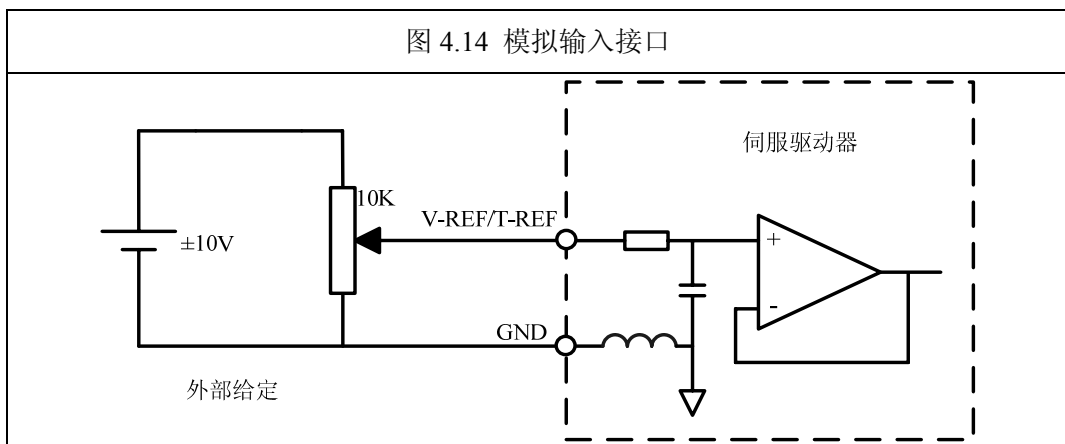 图 4.14 模拟输入接口
伺服驱动器
10K
V-REF/T-REF
±10V
+
-
GND
外部给定